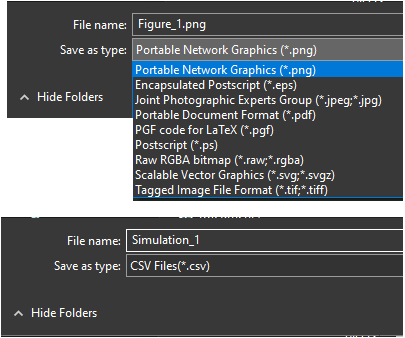 File name: Figure_1.png
Save as type: Portable Network Graphics (*.png)
Portable Network Graphics (*.png)
Encapsulated Postscript (*.eps)
Joint Photographic Experts Group (*.jpeg;*.jpg)
Portable Document Format (*.pdf)
PGF code for LaTeX (*.pgf)
Postscript (*.ps)
Raw RGBA bitmap (*.raw;*.rgba)
Scalable Vector Graphics (*.svg;*.svgz)
Tagged Image File Format (*.tif;*.tiff)
Hide Folders
File name: Simulation_1
Save as type: CSV Files(*.csv)
Hide Folders